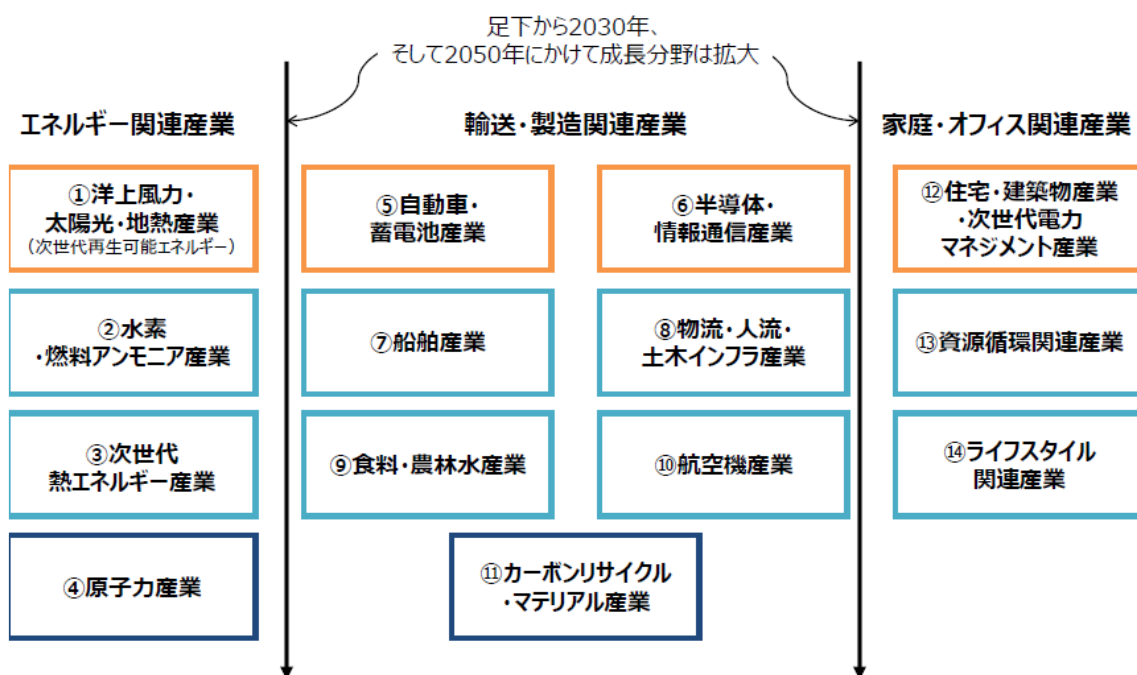 足下から2030年、
そして2050年にかけて成長分野は拡大
エネルギー関連産業
輸送・製造関連産業
家庭・オフィス関連産業
①洋上風力・
太陽光・地熱産業
（次世代再生可能エネルギー）
⑤自動車・
蓄電池産業
⑥半導体・
情報通信産業
⑫住宅・建築物産業
・次世代電力
マネジメント産業
②水素
・燃料アンモニア産業
⑦船舶産業
⑧物流・人流・
土木インフラ産業
⑬資源循環関連産業
③次世代
熱エネルギー産業
⑨食料・農林水産業
⑩航空機産業
⑭ライフスタイル
関連産業
④原子力産業
⑪カーボンリサイクル
・マテリアル産業